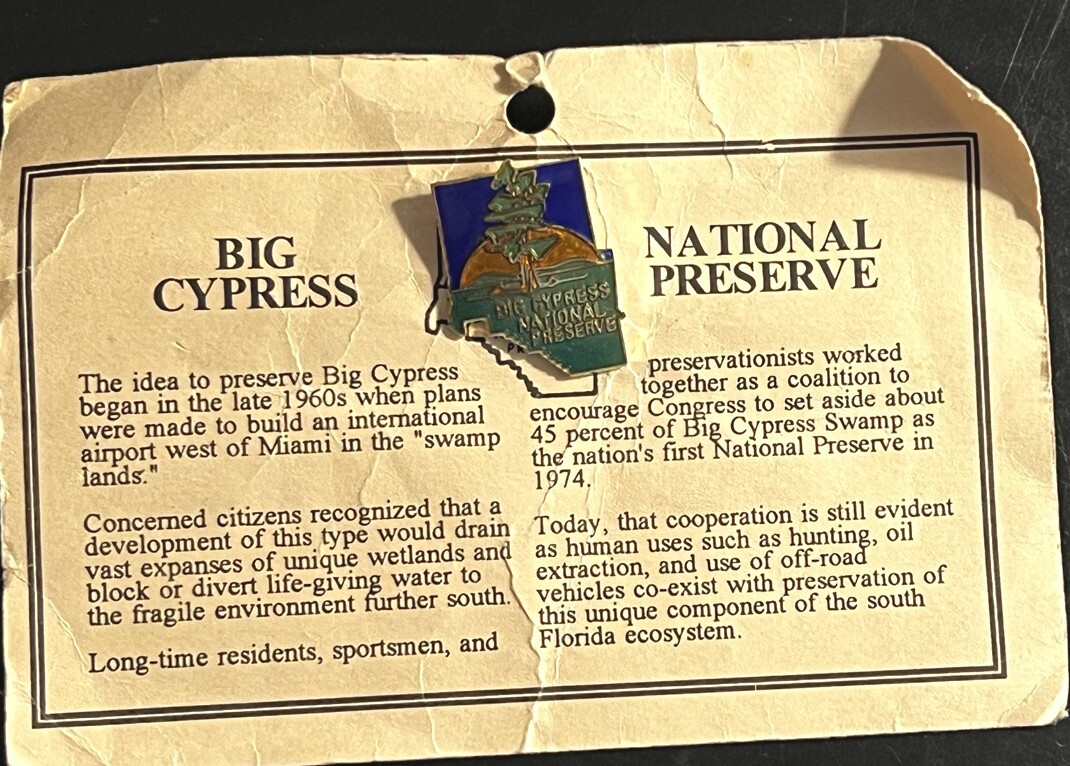 BIG
CYPRESS
NATIONAL
PRESERVE
BIG CYPRESS
NATIONAL
PRESERVE
The idea to preserve Big Cypress
began in the late 1960s when plans
were made to build an international
airport west of Miami in the "swamp
lands."
Concerned citizens recognized that a
development of this type would drain
vast expanses of unique wetlands and
block or divert life-giving water to
the fragile environment further south.
Long-time residents, sportsmen, and
preservationists worked
together as a coalition to
encourage Congress to set aside about
45 percent of Big Cypress Swamp as
the nation's first National Preserve in
1974.
Today, that cooperation is still evident
as human uses such as hunting, oil
extraction, and use of off-road
vehicles co-exist with preservation of
this unique component of the south
Florida ecosystem.